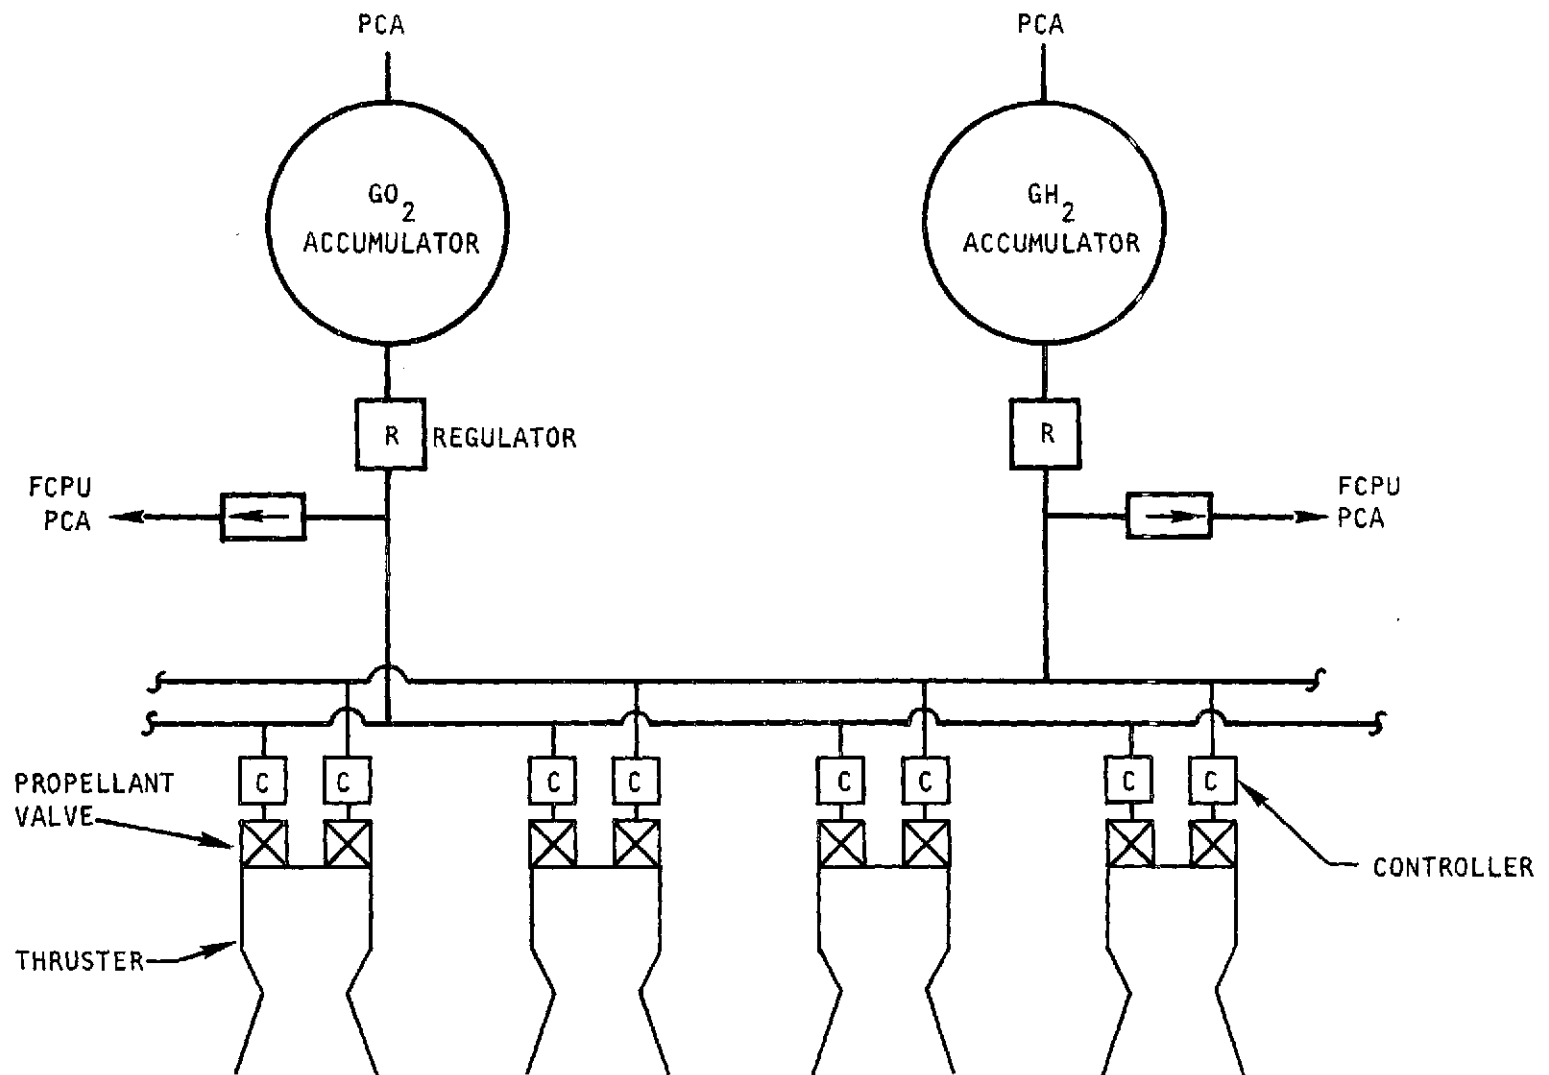 PCA
PCA
GO2
ACCUMULATOR
GH2
ACCUMULATOR
R
REGULATOR
R
FCPU
PCA
FCPU
PCA
C
C
C
C
C
C
C
C
PROPELLANT
VALVE
CONTROLLER
THRUSTER